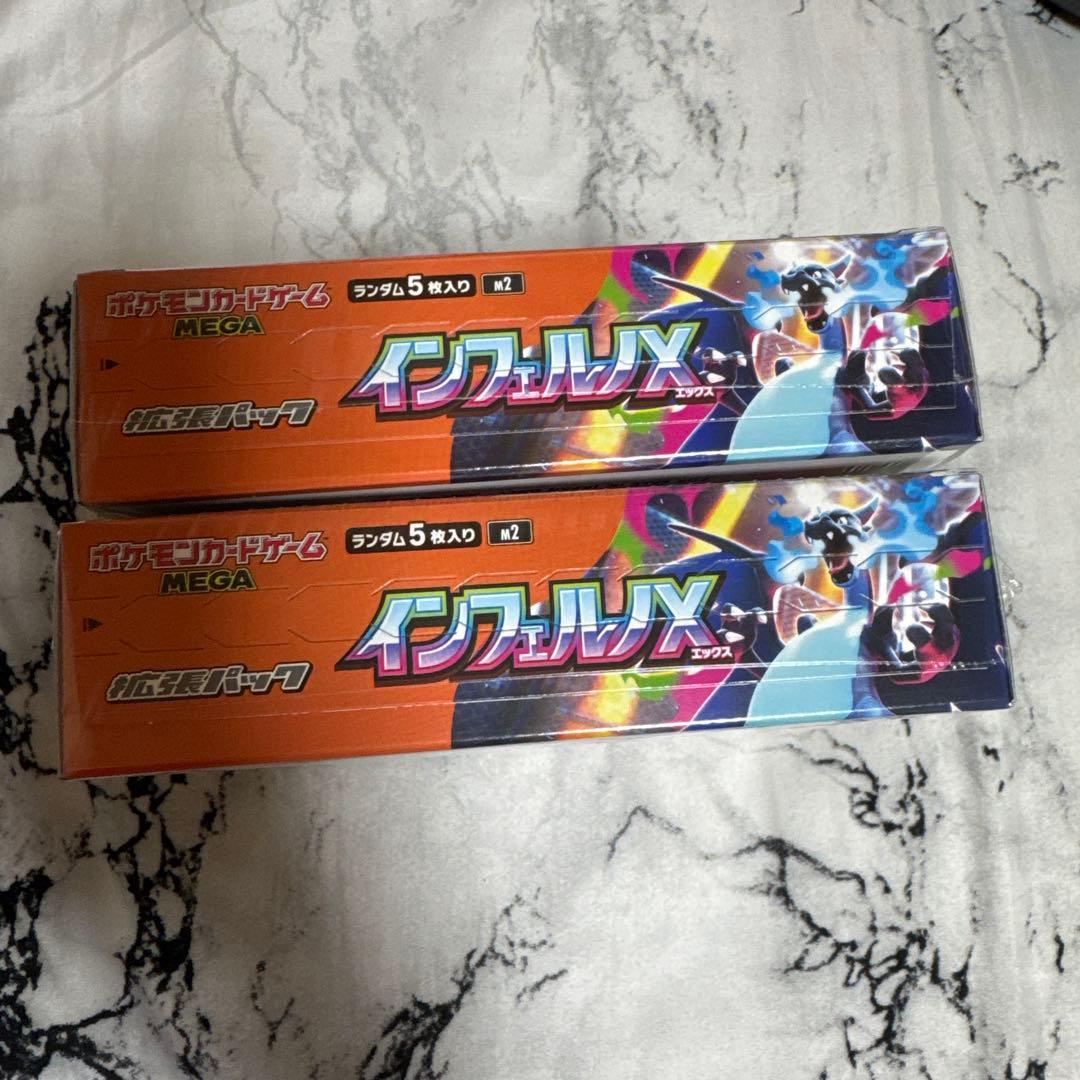 ポケモンカードゲーム
MEGA
ランダム5枚入り M2
インフェルノX
エックス
拡張パック
ポケモンカードゲーム
MEGA
ランダム5枚入り M2
インフェルノX
エックス
拡張パック